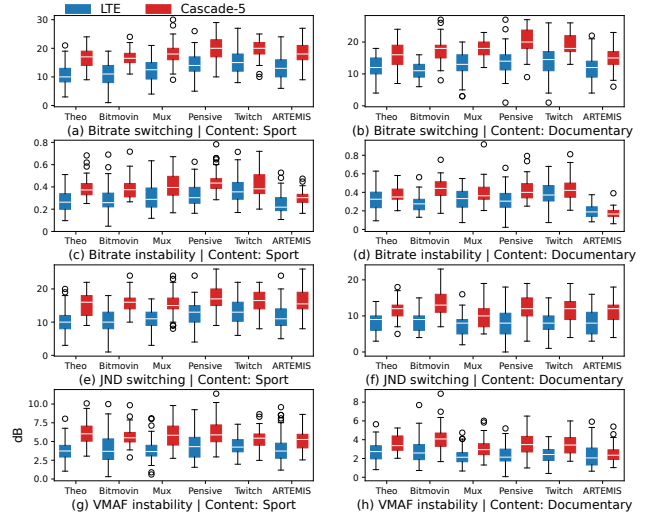 LTE Cascade-5
30
20
10
0
Theo Bitmovin Mux Pensive Twitch ARTEMIS
(a) Bitrate switching | Content: Sport
20
10
0
Theo Bitmovin Mux Pensive Twitch ARTEMIS
(b) Bitrate switching | Content: Documentary
0.8
0.6
0.4
0.2
0
Theo Bitmovin Mux Pensive Twitch ARTEMIS
(c) Bitrate instability | Content: Sport
0.8
0.6
0.4
0.2
0
Theo Bitmovin Mux Pensive Twitch ARTEMIS
(d) Bitrate instability | Content: Documentary
20
10
0
Theo Bitmovin Mux Pensive Twitch ARTEMIS
(e) JND switching | Content: Sport
20
10
0
Theo Bitmovin Mux Pensive Twitch ARTEMIS
(f) JND switching | Content: Documentary
dB
10.0
7.5
5.0
2.5
0.0
Theo Bitmovin Mux Pensive Twitch ARTEMIS
(g) VMAF instability | Content: Sport
8
6
4
2
0
Theo Bitmovin Mux Pensive Twitch ARTEMIS
(h) VMAF instability | Content: Documentary